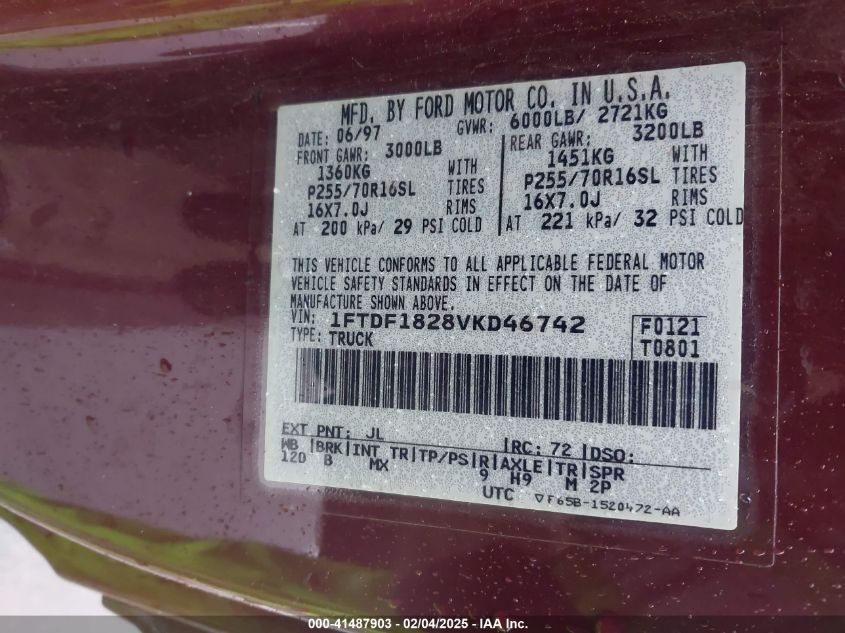 MFD. BY FORD MOTOR CO. IN U.S.A.
DATE: 06/97 GVWR: 6000LB/ 2721KG
FRONT GAWR: 3000LB REAR GAWR: 3200LB
1360KG WITH 1451KG WITH
P255/70R16SL TIRES P255/70R16SL TIRES
16X7.0J RIMS 16X7.0J RIMS
AT 200 kPa/ 29 PSI COLD AT 221 kPa/ 32 PSI COLD
THIS VEHICLE CONFORMS TO ALL APPLICABLE FEDERAL MOTOR
VEHICLE SAFETY STANDARDS IN EFFECT ON THE DATE OF
MANUFACTURE SHOWN ABOVE.
VIN: 1FTDF1828VKD46742 F0121
TYPE: TRUCK T0801
EXT PNT: JL RC: 72 DSO:
WB BRK INT TR TP/PS R AXLE TR SPR
120 B MX 9 H9 M 2P
UTC ▽F65B-1520472-AA
000-41487903 - 02/04/2025 - IAAI.COM